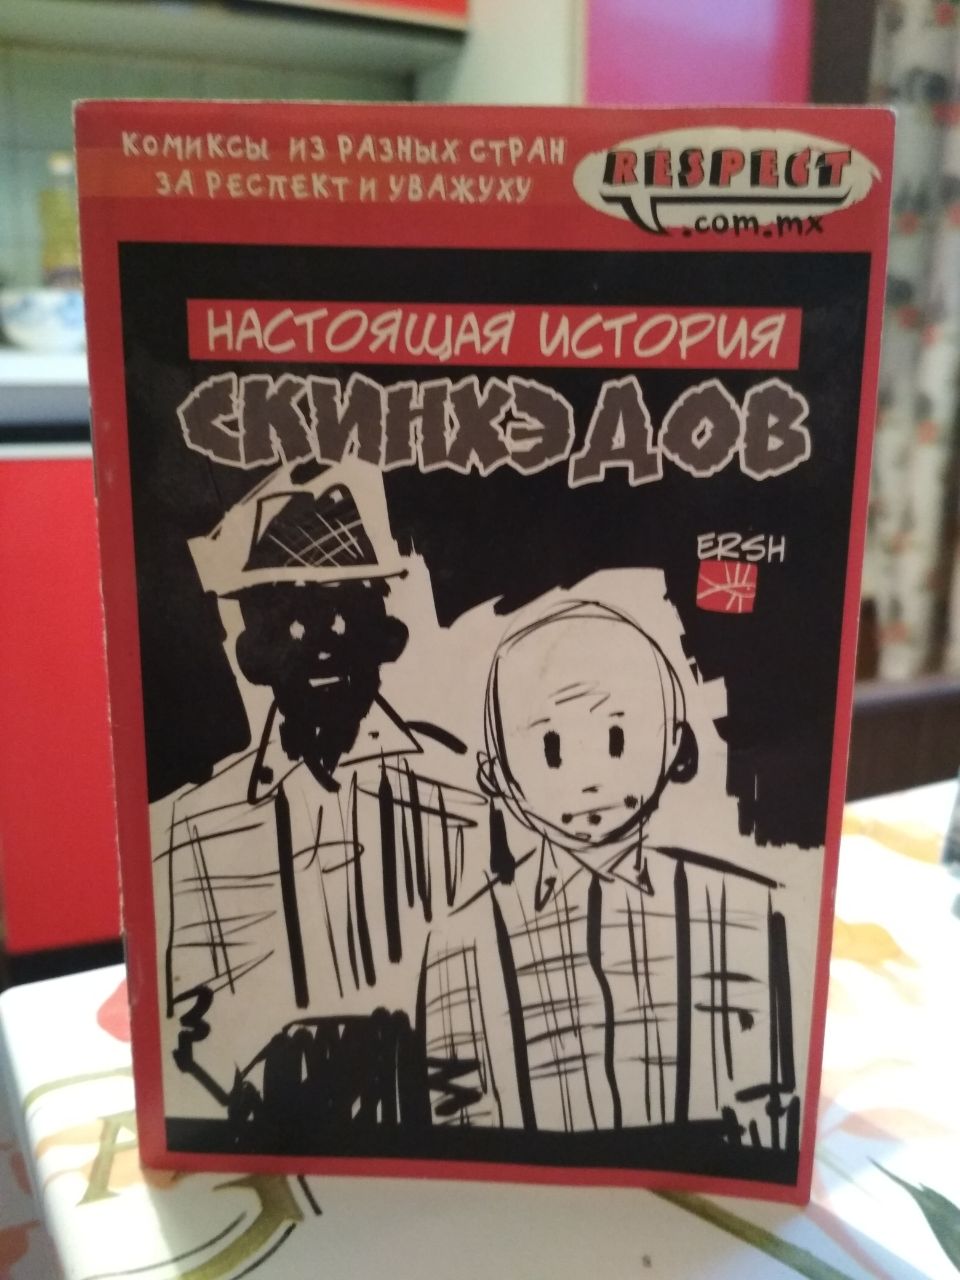 КОМИКСЫ ИЗ РАЗНЫХ СТРАН
ЗА РЕСПЕКТ И УВАЖУХУ
RESPECT
.com.mx
НАСТОЯЩАЯ ИСТОРИЯ
СКИНХЭДОВ
ERSH